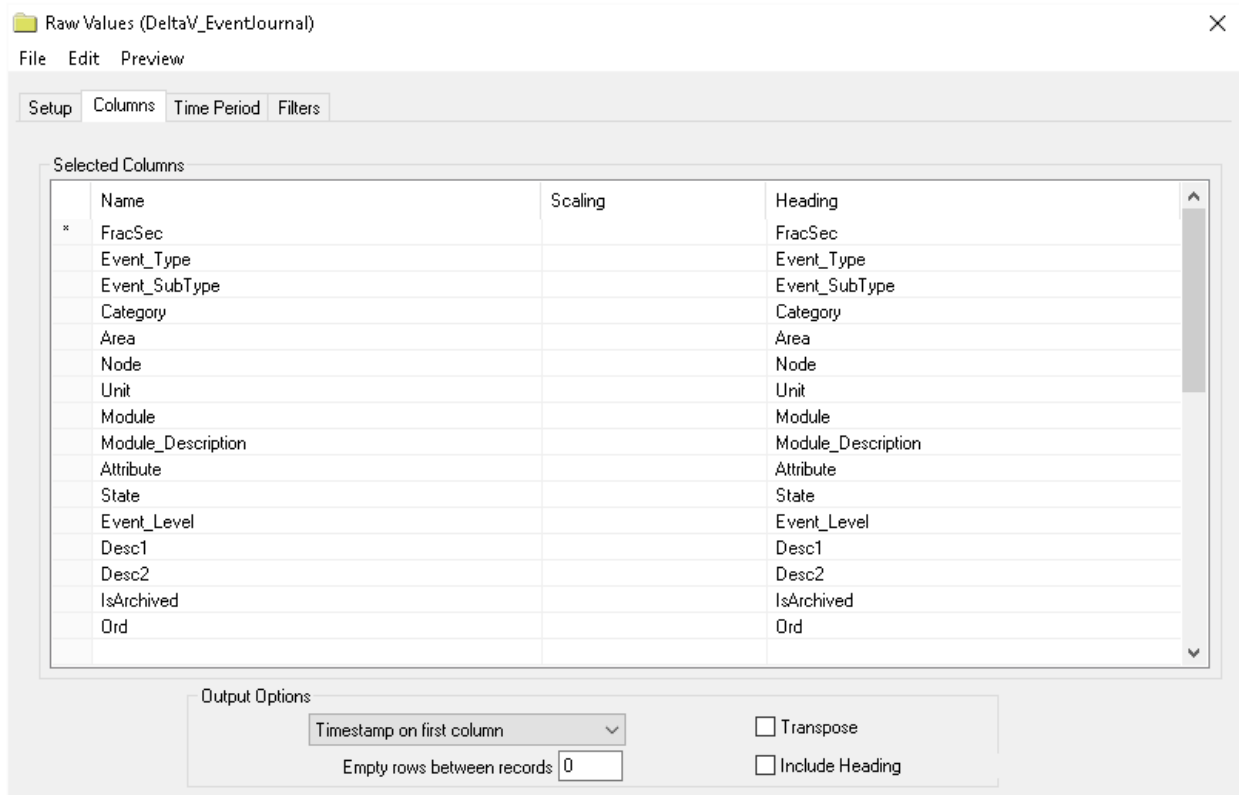 Raw Values (DeltaV_EventJournal)
File Edit Preview
Setup Columns Time Period Filters
Selected Columns
Name Scaling Heading
* FracSec FracSec
Event_Type Event_Type
Event_SubType Event_SubType
Category Category
Area Area
Node Node
Unit Unit
Module Module
Module_Description Module_Description
Attribute Attribute
State State
Event_Level Event_Level
Desc1 Desc1
Desc2 Desc2
IsArchived IsArchived
Ord Ord
Output Options
Timestamp on first column Transpose
Empty rows between records 0 Include Heading